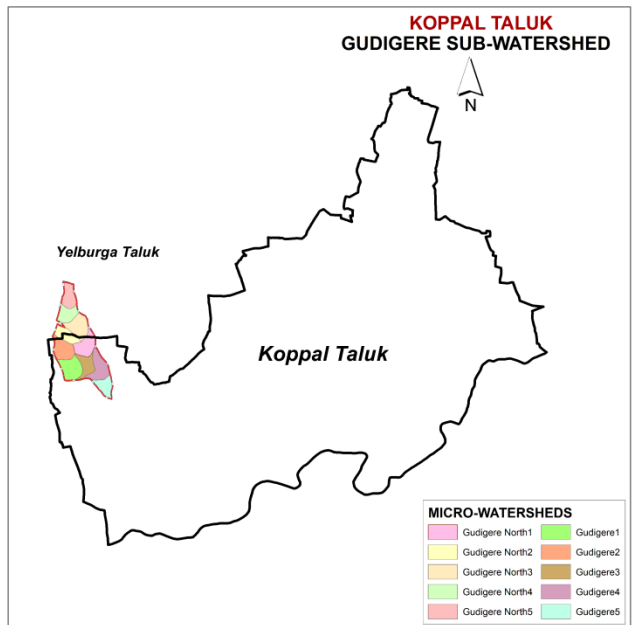 KOPPAL TALUK
GUDIGERE SUB-WATERSHED
N
Yelburga Taluk
Koppal Taluk
MICRO-WATERSHEDS
Gudigere North1
Gudigere1
Gudigere North2
Gudigere2
Gudigere North3
Gudigere3
Gudigere North4
Gudigere4
Gudigere North5
Gudigere5